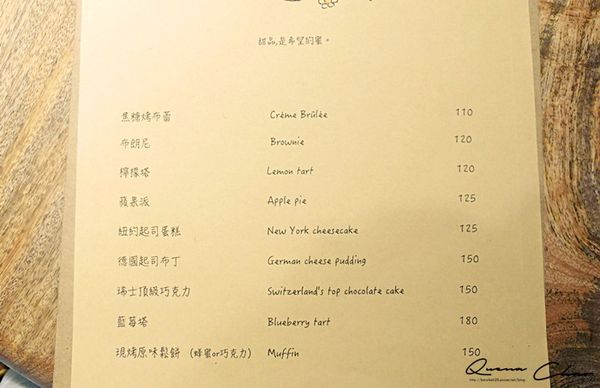 甜品,是希望的蜜。
焦糖烤布蕾 Crème Brûlèe 110
布朗尼 Brownie 120
檸檬塔 Lemon tart 120
蘋果派 Apple pie 125
紐約起司蛋糕 New York cheesecake 125
德國起司布丁 German cheese pudding 150
瑞士頂級巧克力 Switzerland's top chocolate cake 150
藍莓塔 Blueberry tart 180
現烤原味鬆餅 (蜂蜜or巧克力) Muffin 150
Quena Chao